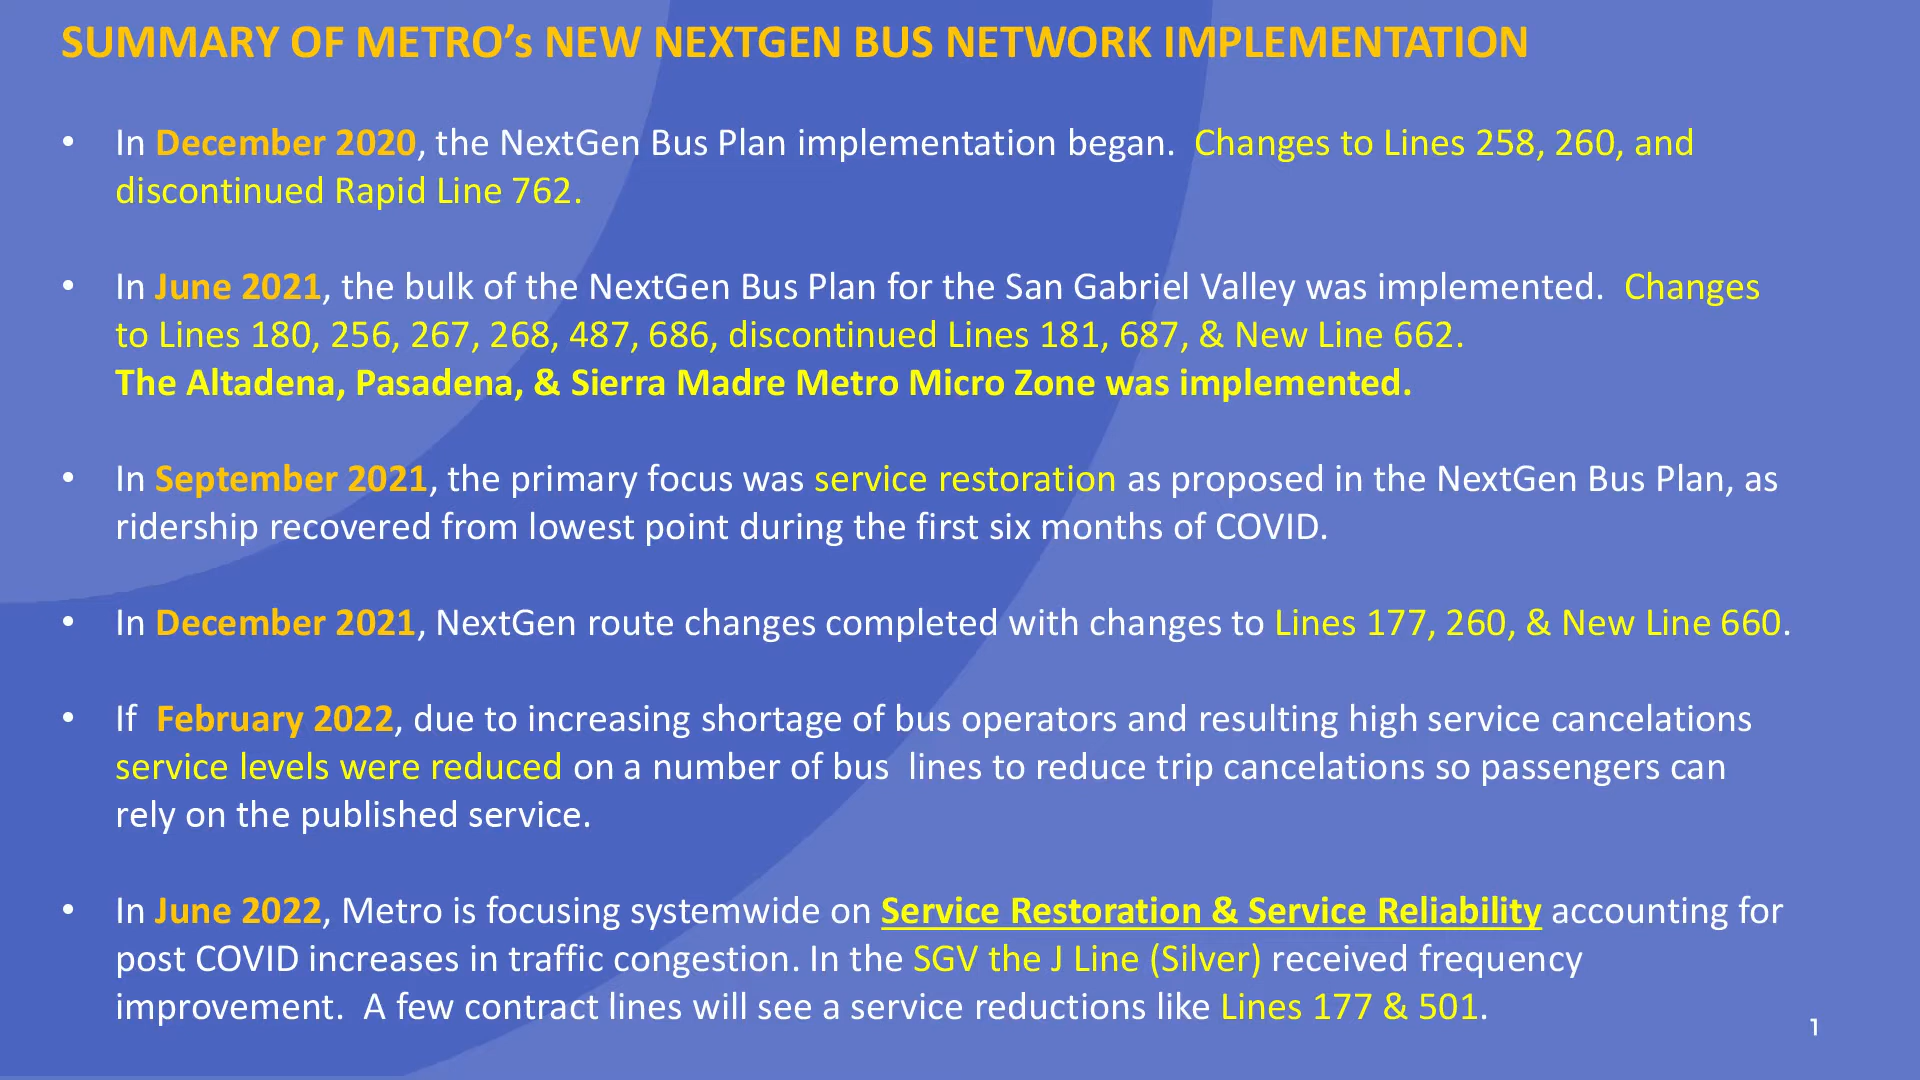 SUMMARY OF METRO’s NEW NEXTGEN BUS NETWORK IMPLEMENTATION
• In December 2020, the NextGen Bus Plan implementation began.  Changes to Lines 258, 260, and
discontinued Rapid Line 762.
• In June 2021, the bulk of the NextGen Bus Plan for the San Gabriel Valley was implemented.  Changes
to Lines 180, 256, 267, 268, 487, 686, discontinued Lines 181, 687, & New Line 662.
The Altadena, Pasadena, & Sierra Madre Metro Micro Zone was implemented.
• In September 2021, the primary focus was service restoration as proposed in the NextGen Bus Plan, as
ridership recovered from lowest point during the first six months of COVID.
• In December 2021, NextGen route changes completed with changes to Lines 177, 260, & New Line 660.
• If  February 2022, due to increasing shortage of bus operators and resulting high service cancelations
service levels were reduced on a number of bus  lines to reduce trip cancelations so passengers can
rely on the published service.
• In June 2022, Metro is focusing systemwide on Service Restoration & Service Reliability accounting for
post COVID increases in traffic congestion. In the SGV the J Line (Silver) received frequency
improvement.  A few contract lines will see a service reductions like Lines 177 & 501.
1